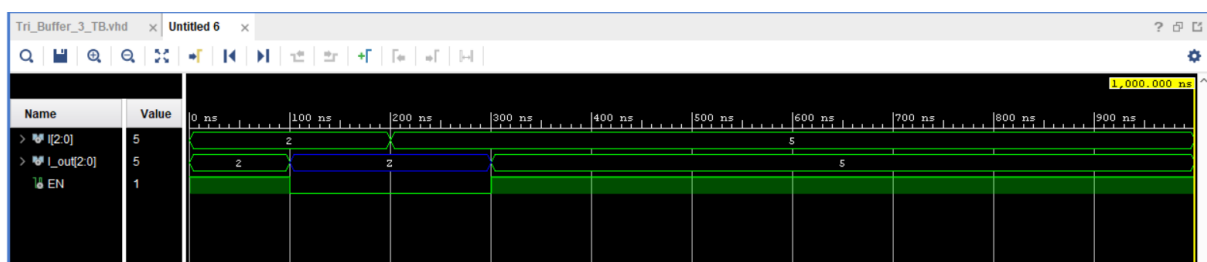 Tri_Buffer_3_TB.vhd × Untitled 6 ×
1,000.000 ns
Name Value 0 ns 100 ns 200 ns 300 ns 400 ns 500 ns 600 ns 700 ns 800 ns 900 ns
I[2:0] 5 2 5
I_out[2:0] 5 2 Z 5
EN 1